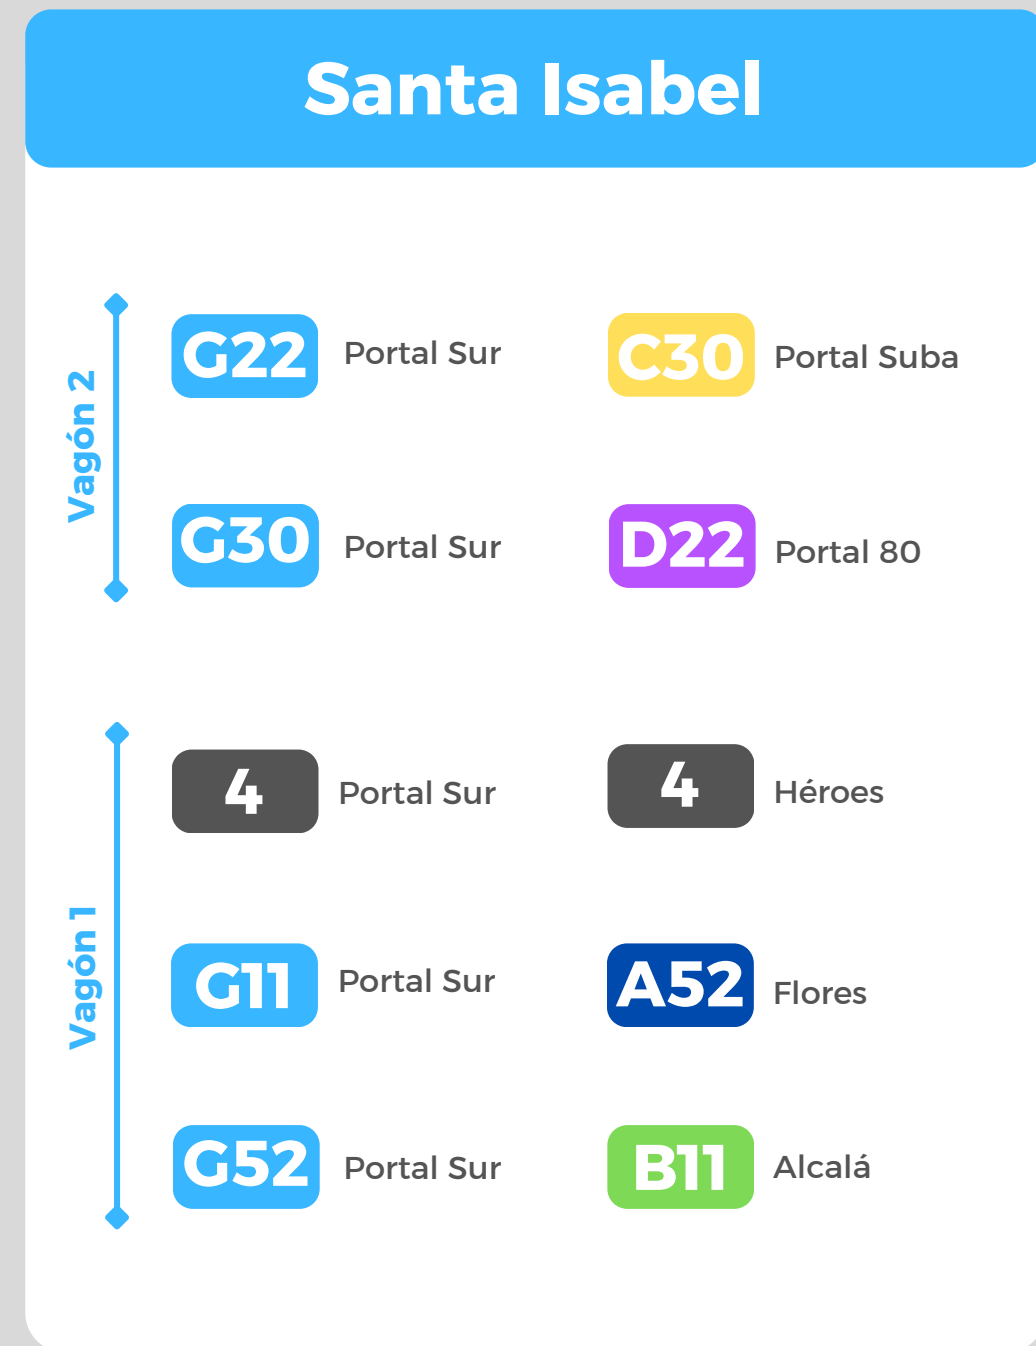 Santa Isabel
Vagón 2
G22 Portal Sur
C30 Portal Suba
G30 Portal Sur
D22 Portal 80
Vagón 1
4 Portal Sur
4 Héroes
G11 Portal Sur
A52 Flores
G52 Portal Sur
B11 Alcalá